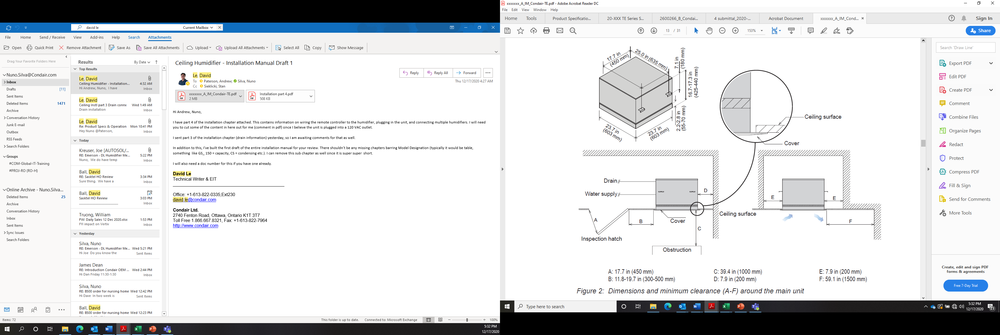 david le
Current Mailbox
File Home Send / Receive View Add-ins Help Search Attachments
Open Quick Print Remove Attachment Save As Save All Attachments Upload Upload All Attachments Select All Copy Show Message
Drag Your Favorite Folders Here
Nuno.Silva@Condair.com
Inbox
Drafts [11]
Sent Items
Deleted Items 1471
Archive
Conversation History
Junk E-mail
Outbox
RSS Feeds
Search Folders
Groups
#COM-Global-IT-Training
#PROJ-RO (RO-H)
Online Archive - Nuno.Silva...
Deleted Items 25
Archive
Conversation History
Inbox
Sent Items
Sync Issues
Search Folders
Results By Date
Top Results
Le, David
Ceiling Humidifier - Installation... 4:32 AM
Hi Andrew, Nuno, I have Inbox
Le, David
Ceiling Instl part 3 Drain connx Wed 1:49 AM
Drain installation Inbox
Le, David
Re: Product Specs & Operation Mon 10:41 PM
Hey Nuno @Paterson, Inbox
Today
Kreuser, Joe [AUTOSOL/...
RE: Emerson - DL Humidifier Me... 5:22 PM
Nuno, We do have temp Inbox
Ball, David
RE: Sasktel HO Review 3:34 PM
Sure thing. We have a Inbox
Ball, David
Sasktel HO Review 3:03 PM
Inbox
Truong, William
FW: Daily Sales 12 Dec 2020.xlsx 1:53 PM
FYI impact on Vertiv Inbox
Yesterday
Silva, Nuno
RE: Emerson - DL Humidifier Me... Wed 5:21 PM
Hi Joe Do you know the Sent Items
James Dean
RE: Introduction Condair OEM ... Wed 2:44 PM
Hi Dan Friday 11:30-1:30 Inbox
Silva, Nuno
RE: B500 order for nursing home Wed 12:42 PM
Hi Dave In two week is Sent Items
Ball, David
RE: B500 order for nursing home Wed 12:23 PM
Ceiling Humidifier - Installation Manual Draft 1
Le, David
To Paterson, Andrew; Silva, Nuno
Cc Sieklicki, Stan
Reply Reply All Forward
Thu 12/17/2020 4:27 AM
xxxxxxx_A_IM_Condair-TE.pdf
2 MB
Installation part 4.pdf
508 KB
Hi Andrew, Nuno,
I have part 4 of the installation chapter attached. This contains information on wiring the remote controller to the humidifier, plugging in the unit, and connecting multiple humidifiers. I will need
you to cut some of the content in here out for me (comment in pdf) since I believe the unit is plugged into a 120 VAC outlet.
I sent part 3 of the installation chapter (drain information) yesterday, so I am awaiting comments for that as well.
In addition to this, I've built the first draft of the entire installation manual for your review. There shouldn't be any missing chapters barring Model Designation (typically it would be table,
something like GS_ 150 = capacity, CS = condensing etc.). I can remove this sub chapter as well since it is super super short.
I will also need a doc number for this if you have one already.
David Le
Technical Writer & EIT
Office: +1-613-822-0335;Ext230
david.le@condair.com
Condair Ltd.
2740 Fenton Road, Ottawa, Ontario K1T 3T7
Toll Free 1.866.667.8321, Fax: +1-613-822-7964
http://www.condair.com
Items: 72
This folder is up to date. Connected to: Microsoft Exchange
100%
5:32 PM
12/17/2020
xxxxxxx_A_IM_Condair-TE.pdf - Adobe Acrobat Reader DC
File Edit View Window Help
Home Tools Product Specificatio... 20-XXX TE Series S... 2600266_B_Condai... 4 submittal_2020-... Acrobat Document xxxxxxx_A_IM_Cond... Sign In
13 / 31
153%
Share
17.7 in
(450 mm)
25.0 in (635 mm)
7.1 in
(180 mm)
16.7-17.3 in
(425-440 mm)
2.2-2.8 in
(55-70 mm)
23.7 in
(603 mm)
23.7 in
(603 mm)
Ceiling surface
Cover
Drain
Water supply
D
E
E
Ceiling surface
Cover
A
B
C
F
Inspection hatch
Obstruction
A: 17.7 in (450 mm)
B: 11.8-19.7 in (300-500 mm)
C: 39.4 in (1000 mm)
D: 7.9 in (200 mm)
E: 7.9 in (200 mm)
F: 59.1 in (1500 mm)
Figure 2: Dimensions and minimum clearance (A-F) around the main unit
Search 'Draw Line'
Export PDF
Edit PDF
Create PDF
Comment
Combine Files
Organize Pages
Redact
Protect
Compress PDF
Fill & Sign
Send for Comments
More Tools
Create, edit and sign PDF
forms & agreements
Free 7-Day Trial
Type here to search
5:32 PM
12/17/2020
23